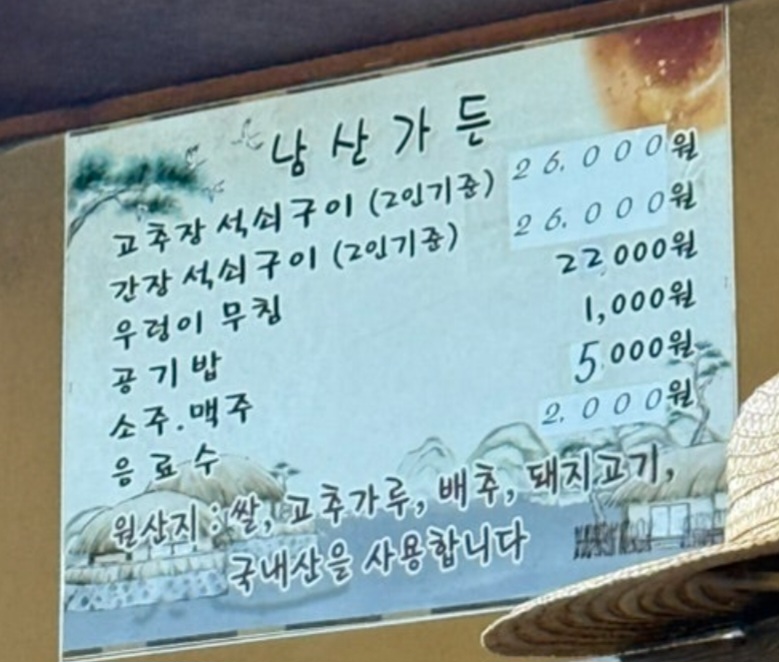 남산가든
고추장 석쇠구이 (2인기준) 26,000원
간장 석쇠구이 (2인기준) 26,000원
우렁이 무침 22,000원
공기밥 1,000원
소주.맥주 5,000원
음료수 2,000원
원산지 : 쌀, 고추가루, 배추, 돼지고기,
국내산을 사용합니다